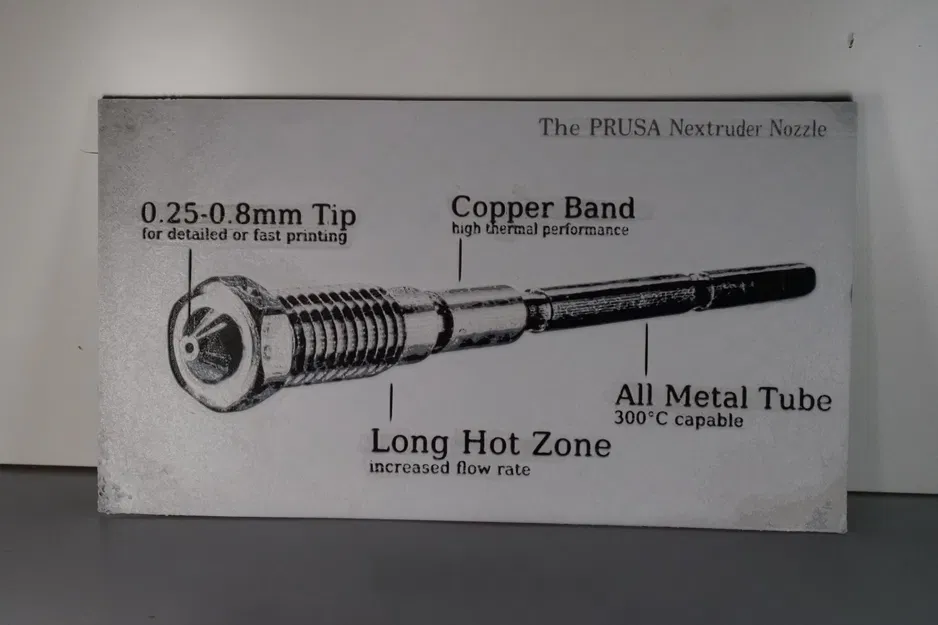 The PRUSA Nextruder Nozzle
0.25-0.8mm Tip
for detailed or fast printing
Copper Band
high thermal performance
All Metal Tube
300°C capable
Long Hot Zone
increased flow rate